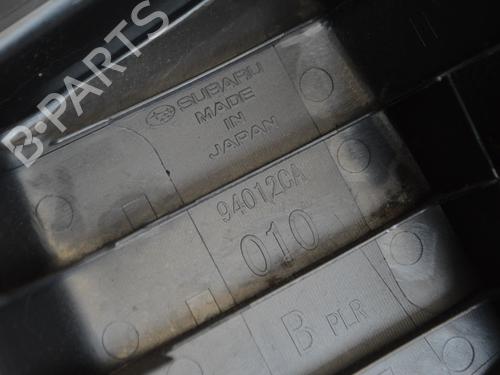 B-PARTS
SUBARU
MADE
IN
JAPAN
94012CA
010
B PLR